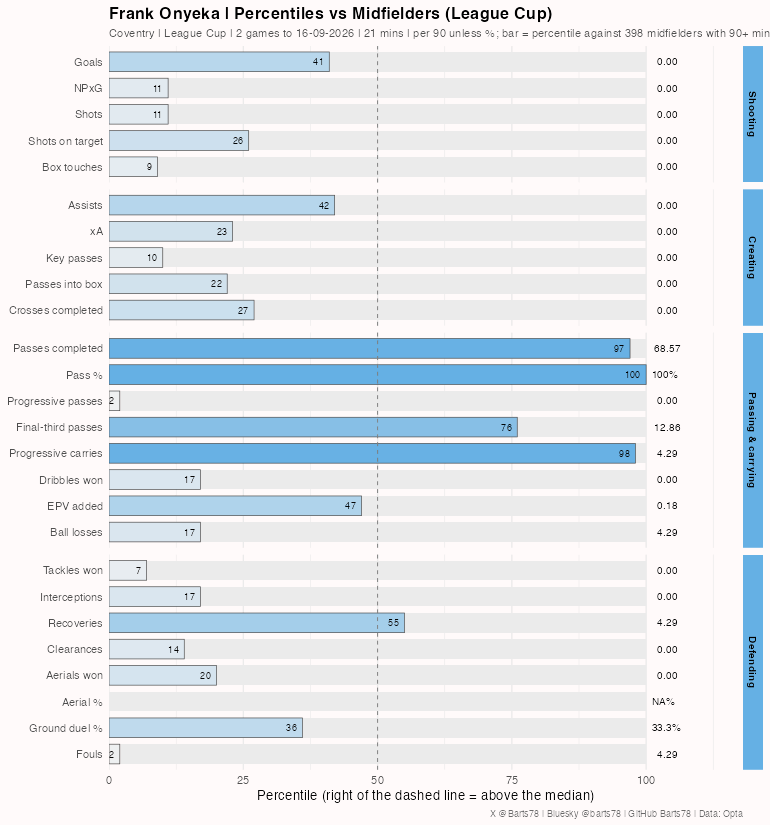 Frank Onyeka | Percentiles vs Midfielders (League Cup)
Coventry | League Cup | 2 games to 16-09-2026 | 21 mins | per 90 unless %; bar = percentile against 398 midfielders with 90+ min
Goals 41 0.00
NPxG 11 0.00
Shots 11 0.00
Shots on target 26 0.00
Box touches 9 0.00
Shooting
Assists 42 0.00
xA 23 0.00
Key passes 10 0.00
Passes into box 22 0.00
Crosses completed 27 0.00
Creating
Passes completed 97 68.57
Pass % 100 100%
Progressive passes 2 0.00
Final-third passes 76 12.86
Progressive carries 98 4.29
Dribbles won 17 0.00
EPV added 47 0.18
Ball losses 17 4.29
Passing & carrying
Tackles won 7 0.00
Interceptions 17 0.00
Recoveries 55 4.29
Clearances 14 0.00
Aerials won 20 0.00
Aerial % NA%
Ground duel % 36 33.3%
Fouls 2 4.29
Defending
0 25 50 75 100
Percentile (right of the dashed line = above the median)
X @Barts78 | Bluesky @barts78 | GitHub Barts78 | Data: Opta